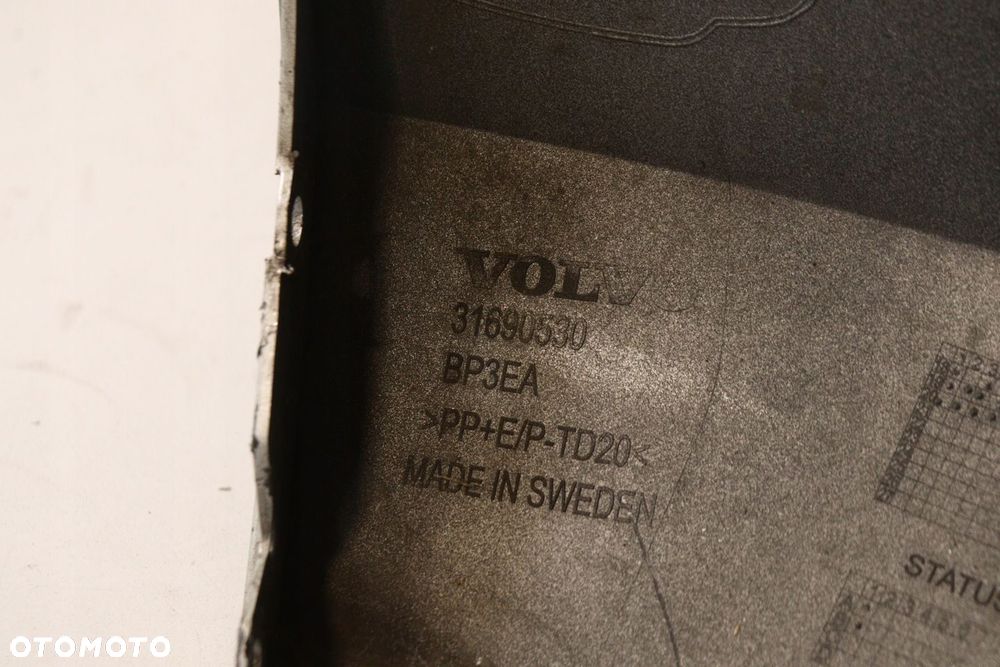 VOLVO
31690530
BP3EA
>PP+E/P-TD20<
MADE IN SWEDEN
STATUS
OTOMOTO